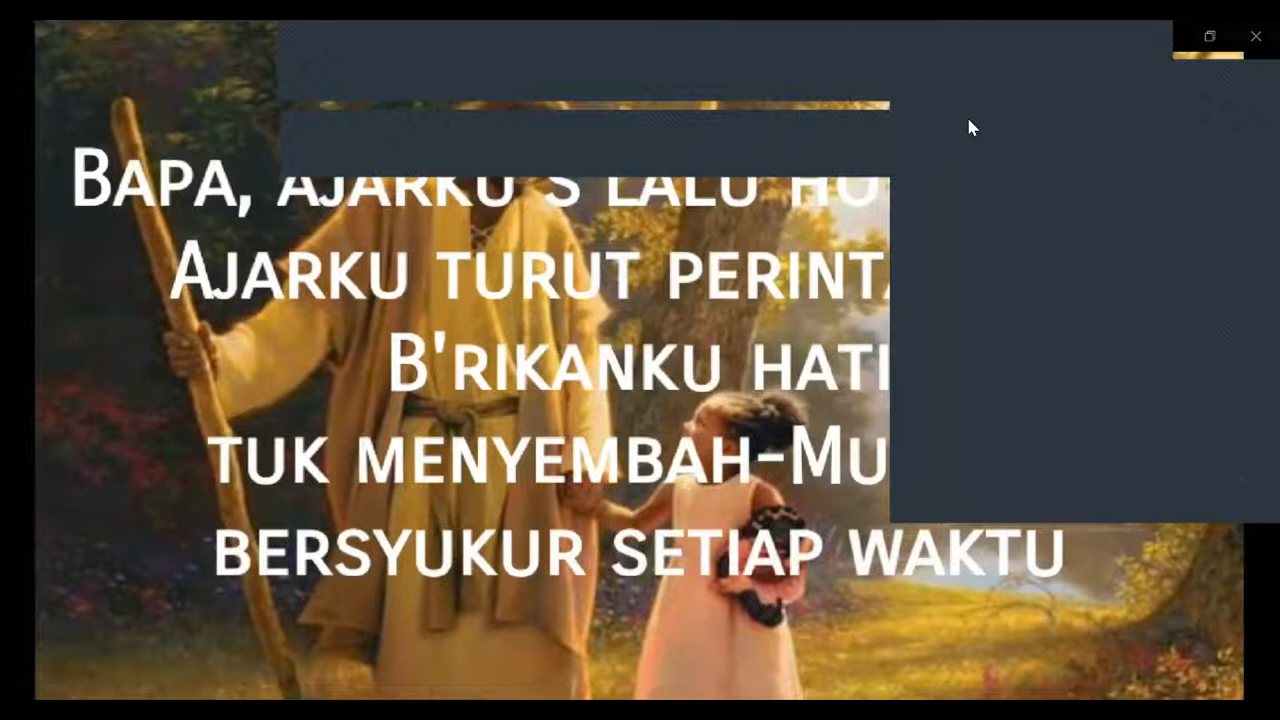 BAPA, AJARKU S'LALU
AJARKU TURUT
B'RIKANKU HATI
TUK MENYEMBAH-MU
BERSYUKUR SETIAP WAKTU